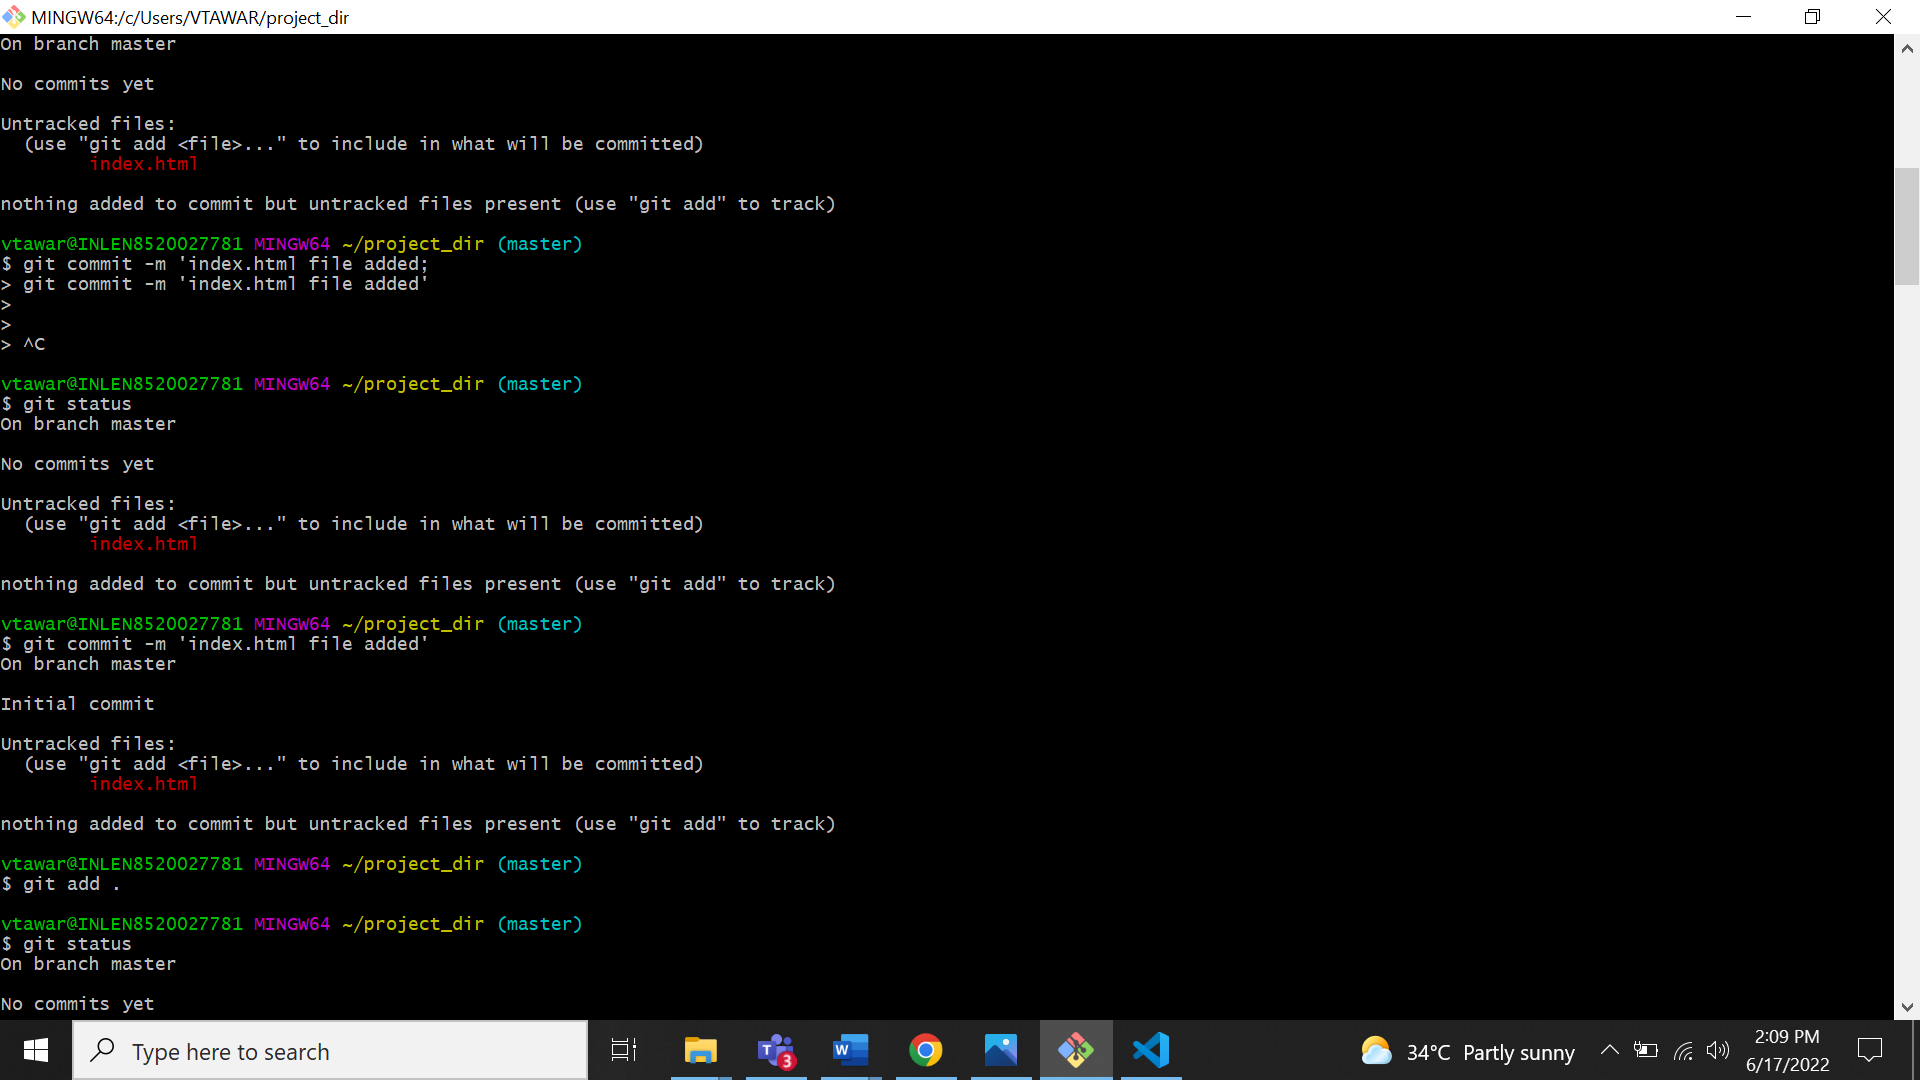 MINGW64:/c/Users/VTAWAR/project_dir
On branch master
No commits yet
Untracked files:
  (use "git add <file>..." to include in what will be committed)
        index.html
nothing added to commit but untracked files present (use "git add" to track)
vtawar@INLEN8520027781 MINGW64 ~/project_dir (master)
$ git commit -m 'index.html file added;
> git commit -m 'index.html file added'
>
>
> ^C
vtawar@INLEN8520027781 MINGW64 ~/project_dir (master)
$ git status
On branch master
No commits yet
Untracked files:
  (use "git add <file>..." to include in what will be committed)
        index.html
nothing added to commit but untracked files present (use "git add" to track)
vtawar@INLEN8520027781 MINGW64 ~/project_dir (master)
$ git commit -m 'index.html file added'
On branch master
Initial commit
Untracked files:
  (use "git add <file>..." to include in what will be committed)
        index.html
nothing added to commit but untracked files present (use "git add" to track)
vtawar@INLEN8520027781 MINGW64 ~/project_dir (master)
$ git add .
vtawar@INLEN8520027781 MINGW64 ~/project_dir (master)
$ git status
On branch master
No commits yet
Type here to search
T 3
W
34°C Partly sunny
2:09 PM
6/17/2022